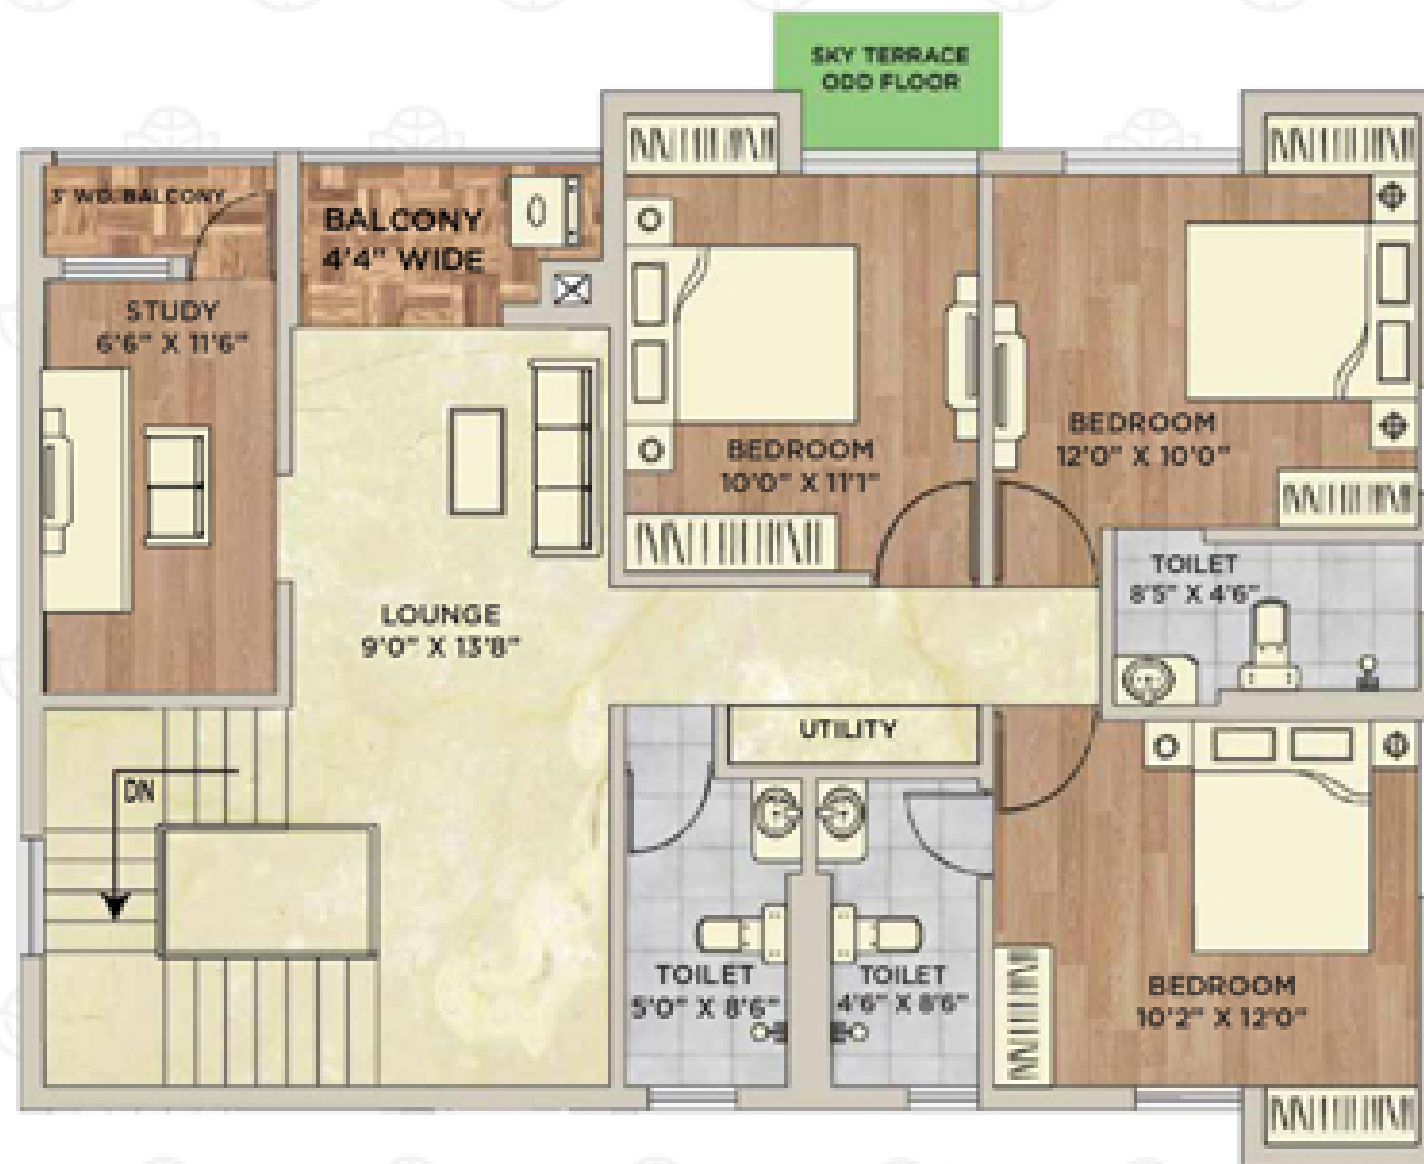 SKY TERRACE
ODD FLOOR
3' WD. BALCONY
BALCONY
4'4" WIDE
STUDY
6'6" X 11'6"
BEDROOM
10'0" X 11'1"
BEDROOM
12'0" X 10'0"
TOILET
8'5" X 4'6"
LOUNGE
9'0" X 13'8"
UTILITY
DN
TOILET
5'0" X 8'6"
TOILET
4'6" X 8'6"
BEDROOM
10'2" X 12'0"